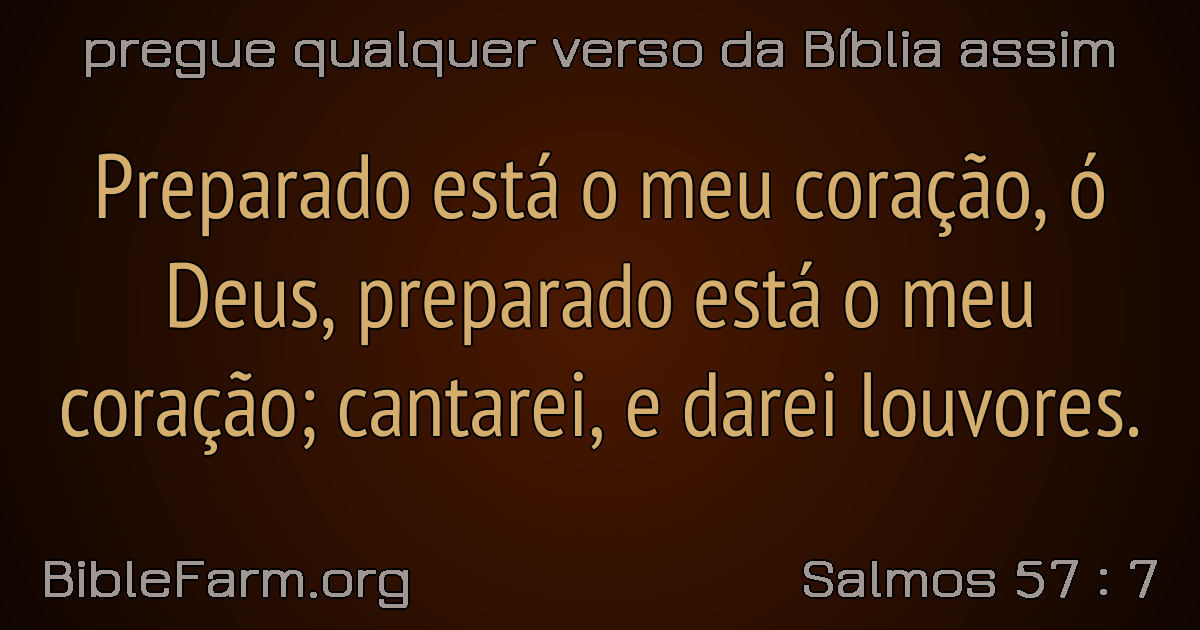 pregue qualquer verso da Bíblia assim
Preparado está o meu coração, ó
Deus, preparado está o meu
coração; cantarei, e darei louvores.
BibleFarm.org
Salmos 57 : 7